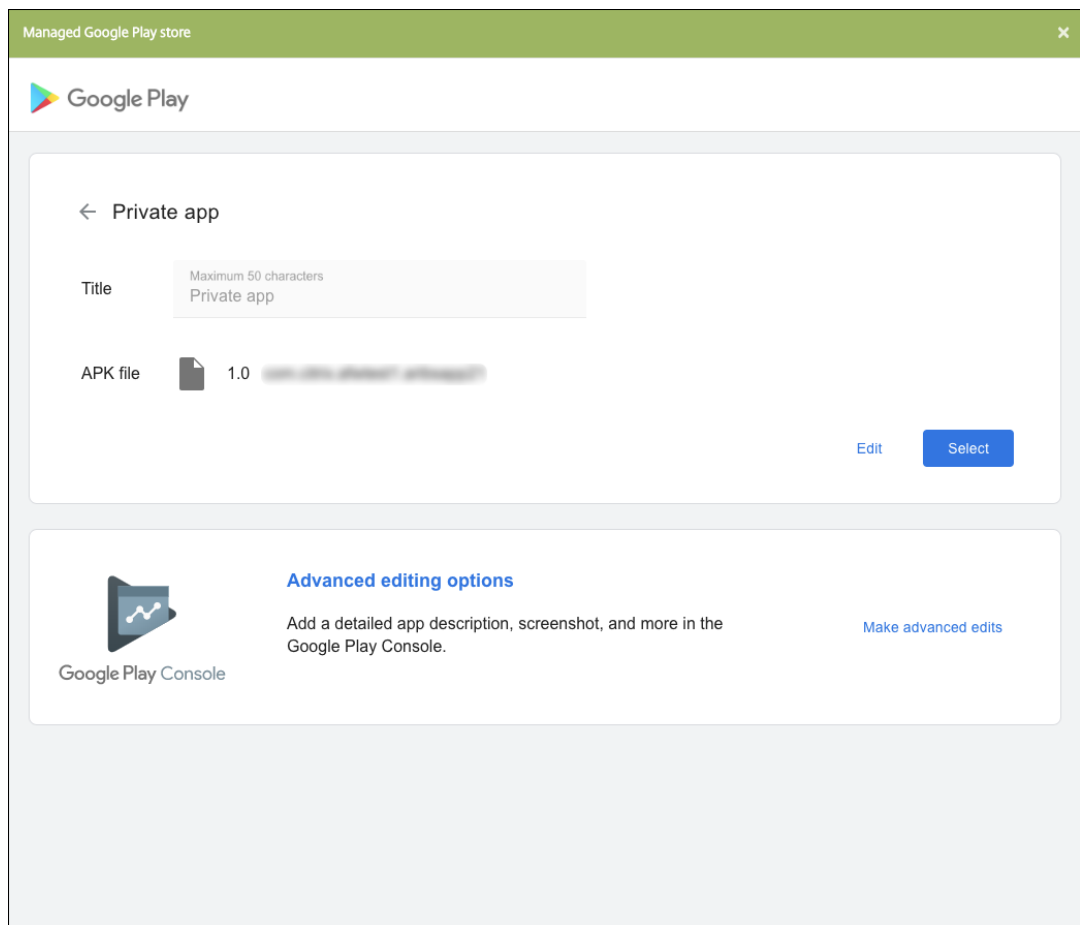 Managed Google Play store ×
Google Play
Private app
Maximum 50 characters
Title
Private app
APK file 1.0
Edit Select
Advanced editing options
Add a detailed app description, screenshot, and more in the
Google Play Console.
Make advanced edits
Google Play Console